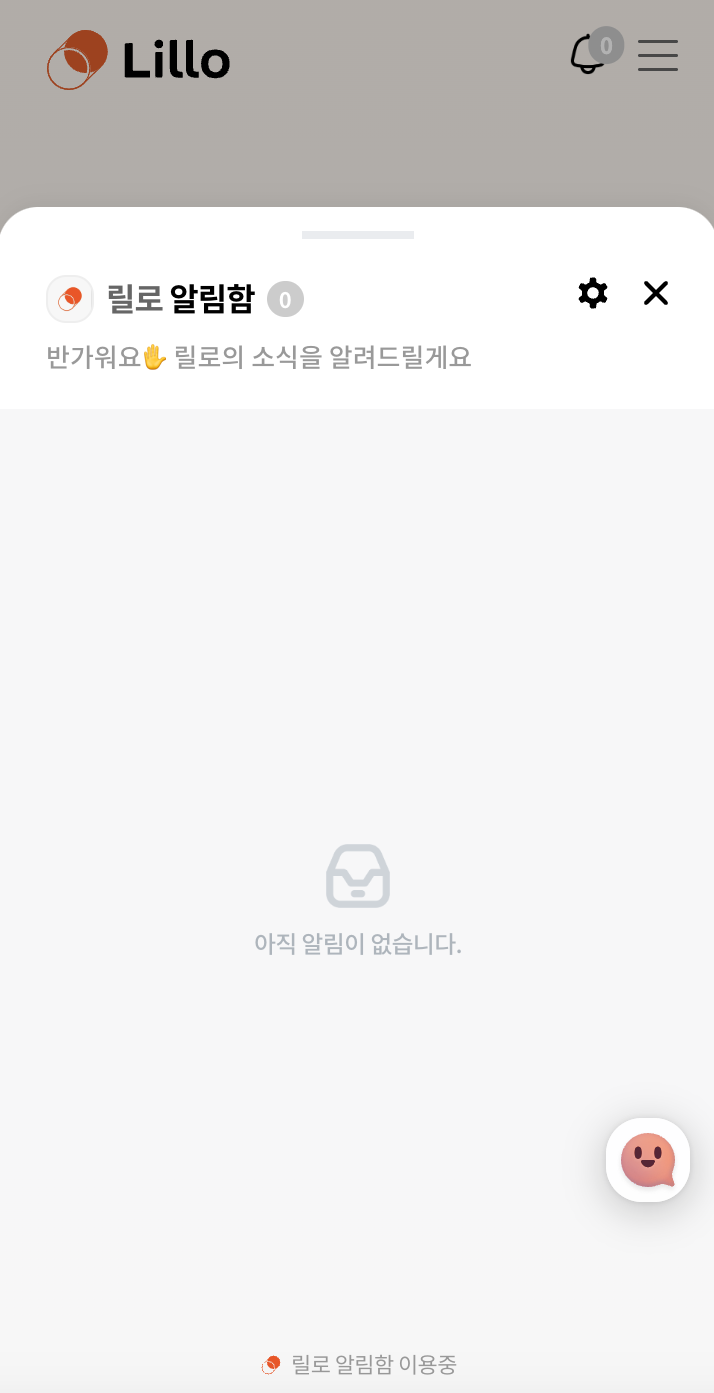 Lillo
0
릴로 알림함 0
반가워요✋ 릴로의 소식을 알려드릴게요
아직 알림이 없습니다.
릴로 알림함 이용중